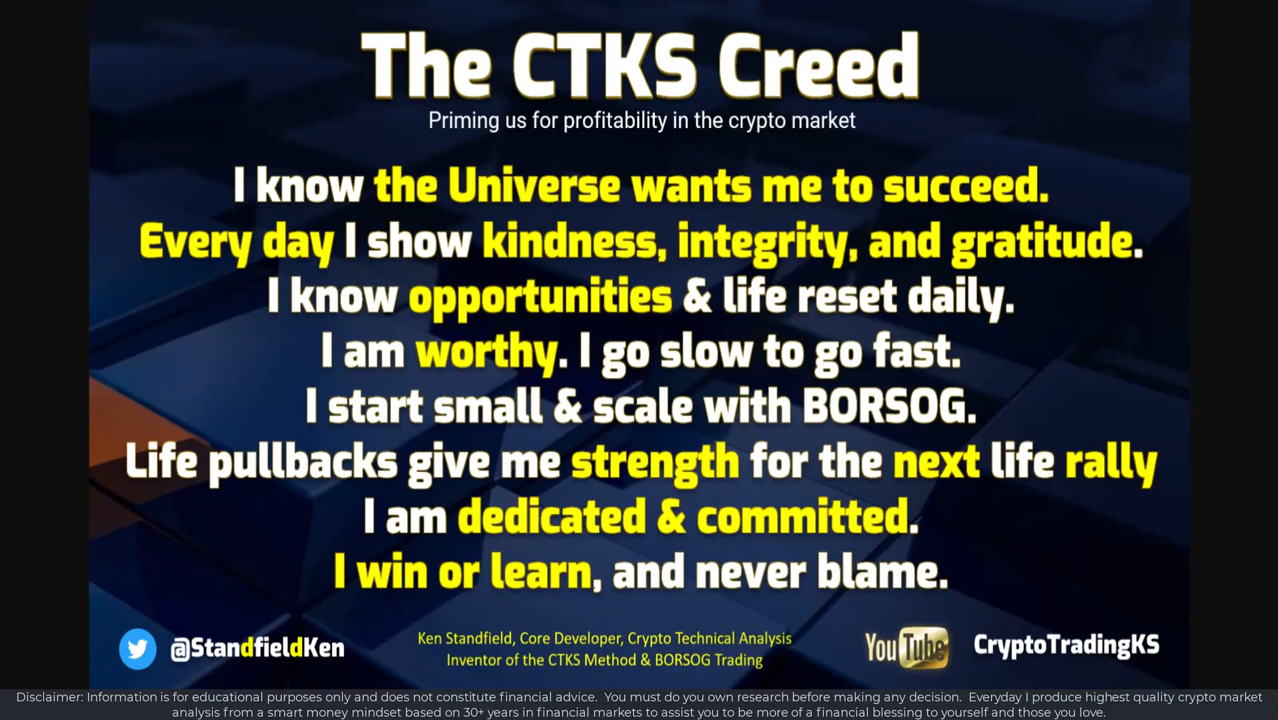 The CTKS Creed
Priming us for profitability in the crypto market
I know the Universe wants me to succeed.
Every day I show kindness, integrity, and gratitude.
I know opportunities & life reset daily.
I am worthy. I go slow to go fast.
I start small & scale with BORSOG.
Life pullbacks give me strength for the next life rally
I am dedicated & committed.
I win or learn, and never blame.
@StandfieldKen
Ken Standfield, Core Developer, Crypto Technical Analysis
Inventor of the CTKS Method & BORSOG Trading
YouTube
CryptoTradingKS
Disclaimer: Information is for educational purposes only and does not constitute financial advice. You must do you own research before making any decision. Everyday I produce highest quality crypto market
analysis from a smart money mindset based on 30+ years in financial markets to assist you to be more of a financial blessing to yourself and those you love.